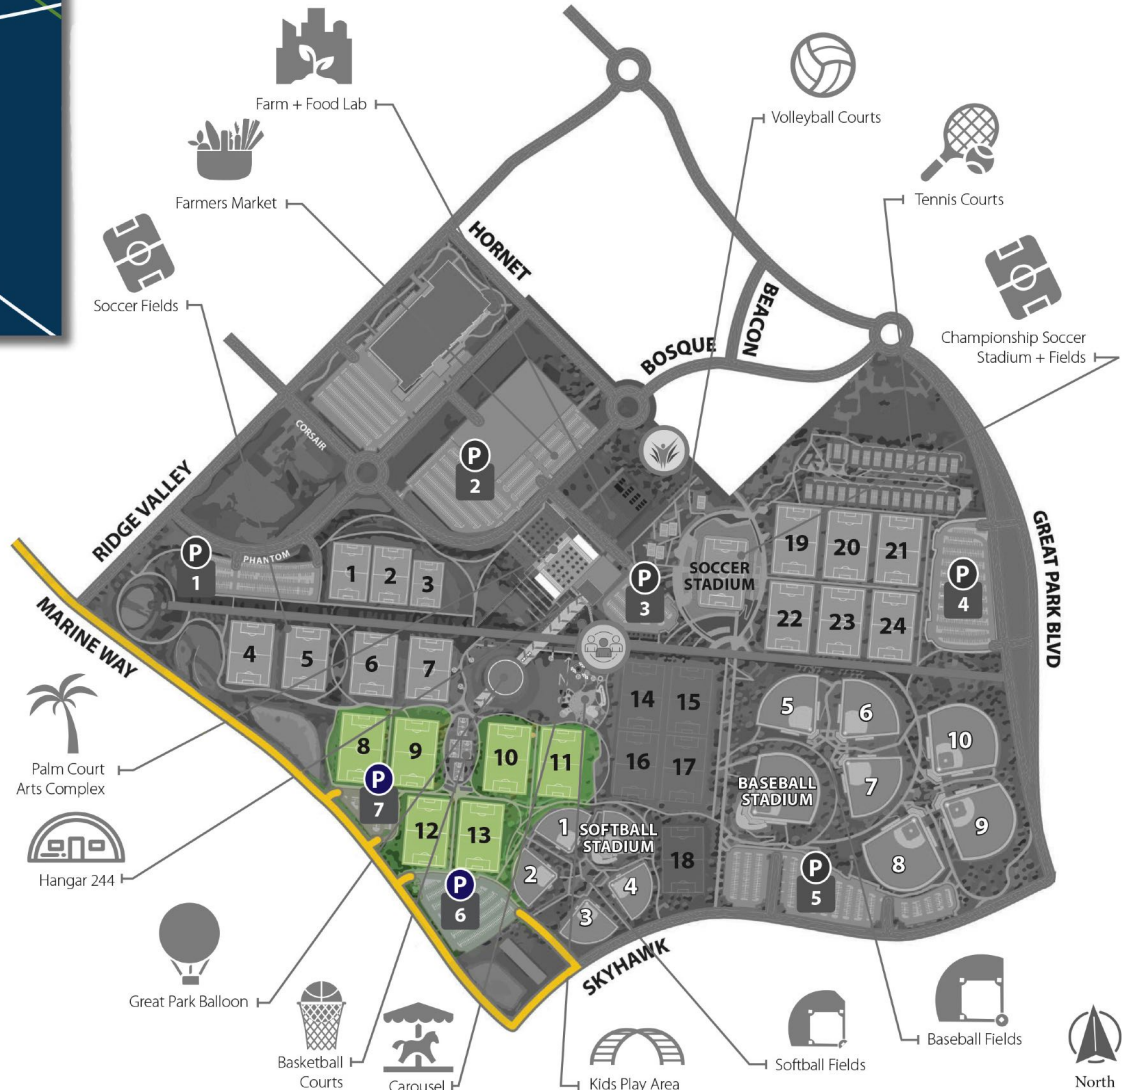 Farm + Food Lab
Volleyball Courts
Farmers Market
Tennis Courts
Soccer Fields
Championship Soccer
Stadium + Fields
HORNET
BEACON
BOSQUE
CORSAIR
RIDGE VALLEY
PHANTOM
MARINE WAY
GREAT PARK BLVD
SKYHAWK
P
2
P
1
P
3
P
4
P
7
P
6
P
5
1
2
3
4
5
6
7
8
9
10
11
12
13
14
15
16
17
18
19
20
21
22
23
24
SOCCER
STADIUM
5
6
7
8
9
10
BASEBALL
STADIUM
1
SOFTBALL
STADIUM
2
3
4
Palm Court
Arts Complex
Hangar 244
Great Park Balloon
Basketball
Courts
Carousel
Kids Play Area
Softball Fields
Baseball Fields
North